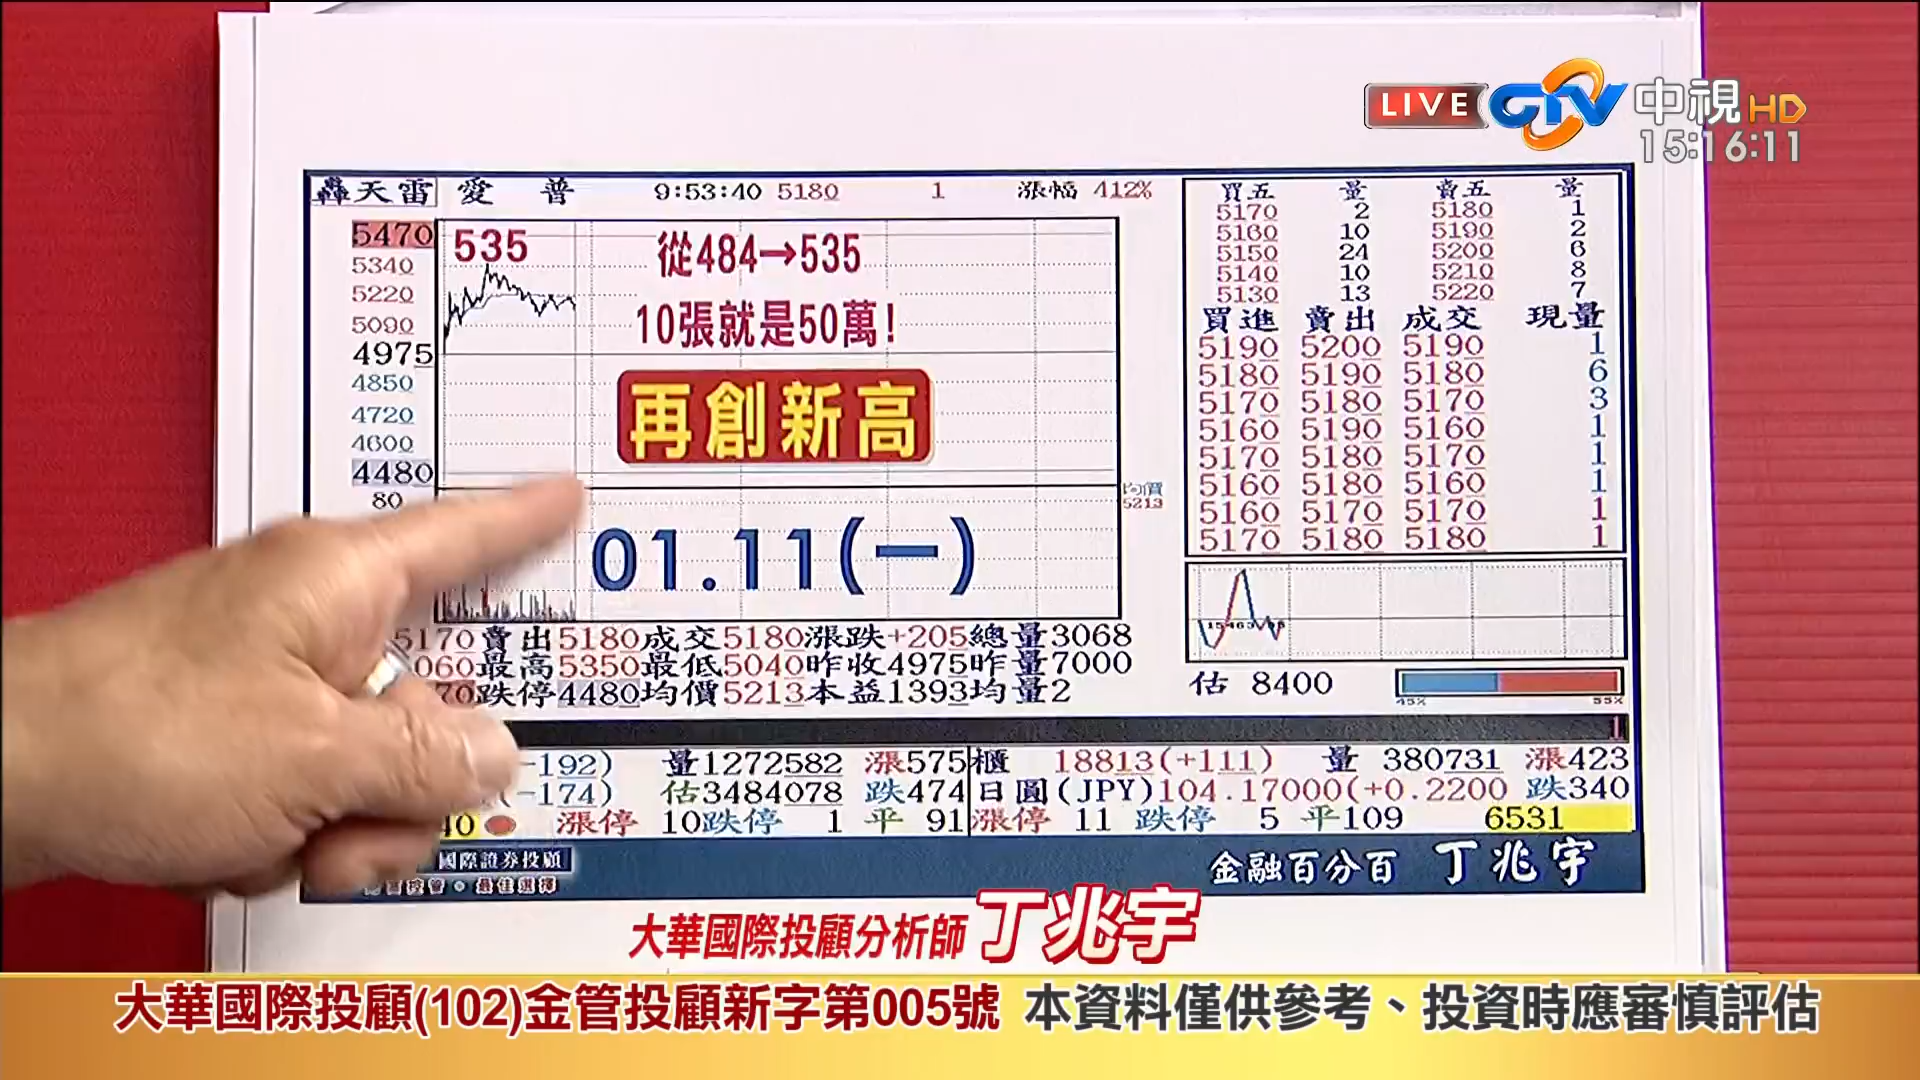 LIVE CTV 中視HD
15:16:11
轟天雷 愛普 9:53:40 5180 1 漲幅 412%
5470
5340
5220
5090
4975
4850
4720
4600
4480
80
535
從484→535
10張就是50萬!
再創新高
01.11(一)
均價
5213
買五 量 賣五 量
5170 2 5180 1
5160 10 5190 2
5150 24 5200 6
5140 10 5210 8
5130 13 5220 7
買進 賣出 成交 現量
5190 5200 5190 1
5180 5190 5180 6
5170 5180 5170 3
5160 5190 5160 1
5170 5180 5170 1
5160 5180 5160 1
5160 5170 5170 1
5170 5180 5180 1
估 8400
45% 55%
5170賣出5180成交5180漲跌+205總量3068
060最高5350最低5040昨收4975昨量7000
70跌停4480均價5213本益1393均量2
1
-192) 量1272582 漲575 櫃 18813(+111) 量 380731 漲423
(-174) 估3484078 跌474 日圓(JPY)104.17000(+0.2200 跌340
40 漲停 10跌停 1 平 91 漲停 11 跌停 5 平109 6531
國際證券投顧
最佳選擇
金融百分百 丁兆宇
大華國際投顧分析師 丁兆宇
大華國際投顧(102)金管投顧新字第005號 本資料僅供參考、投資時應審慎評估